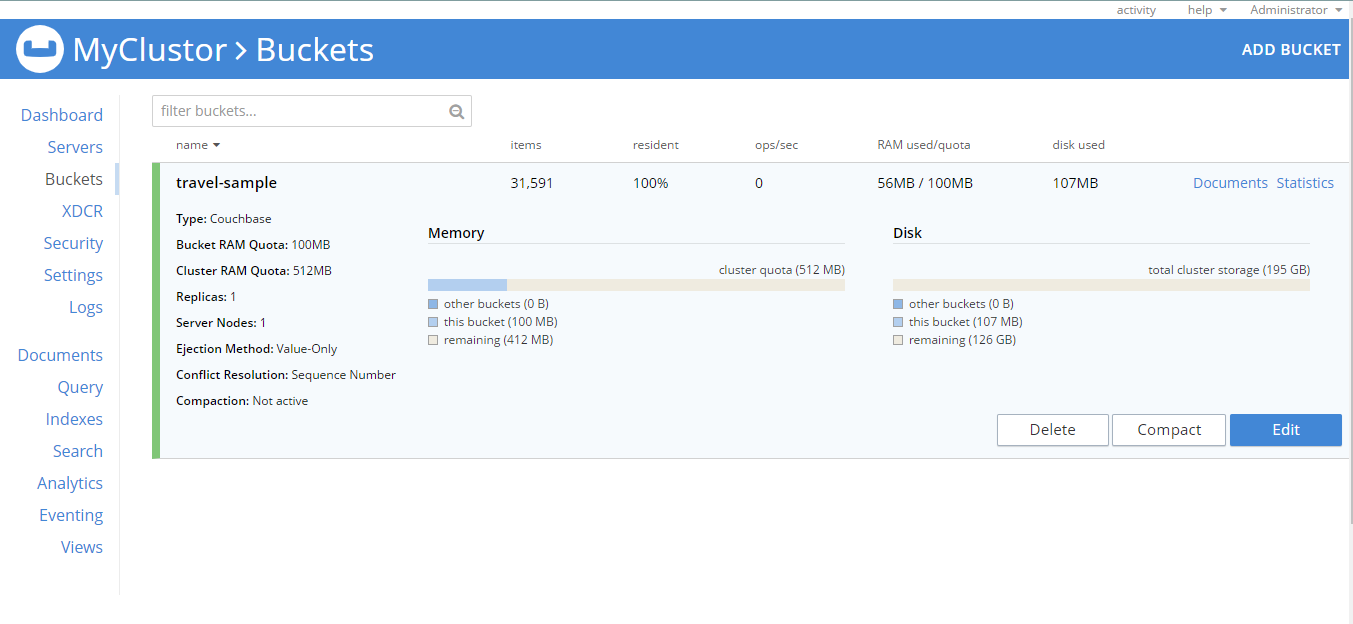 activity help Administrator
MyClustor > Buckets ADD BUCKET
Dashboard
Servers
Buckets
XDCR
Security
Settings
Logs
Documents
Query
Indexes
Search
Analytics
Eventing
Views
filter buckets...
name items resident ops/sec RAM used/quota disk used
travel-sample 31,591 100% 0 56MB / 100MB 107MB Documents Statistics
Type: Couchbase
Bucket RAM Quota: 100MB
Cluster RAM Quota: 512MB
Replicas: 1
Server Nodes: 1
Ejection Method: Value-Only
Conflict Resolution: Sequence Number
Compaction: Not active
Memory
cluster quota (512 MB)
other buckets (0 B)
this bucket (100 MB)
remaining (412 MB)
Disk
total cluster storage (195 GB)
other buckets (0 B)
this bucket (107 MB)
remaining (126 GB)
Delete Compact Edit